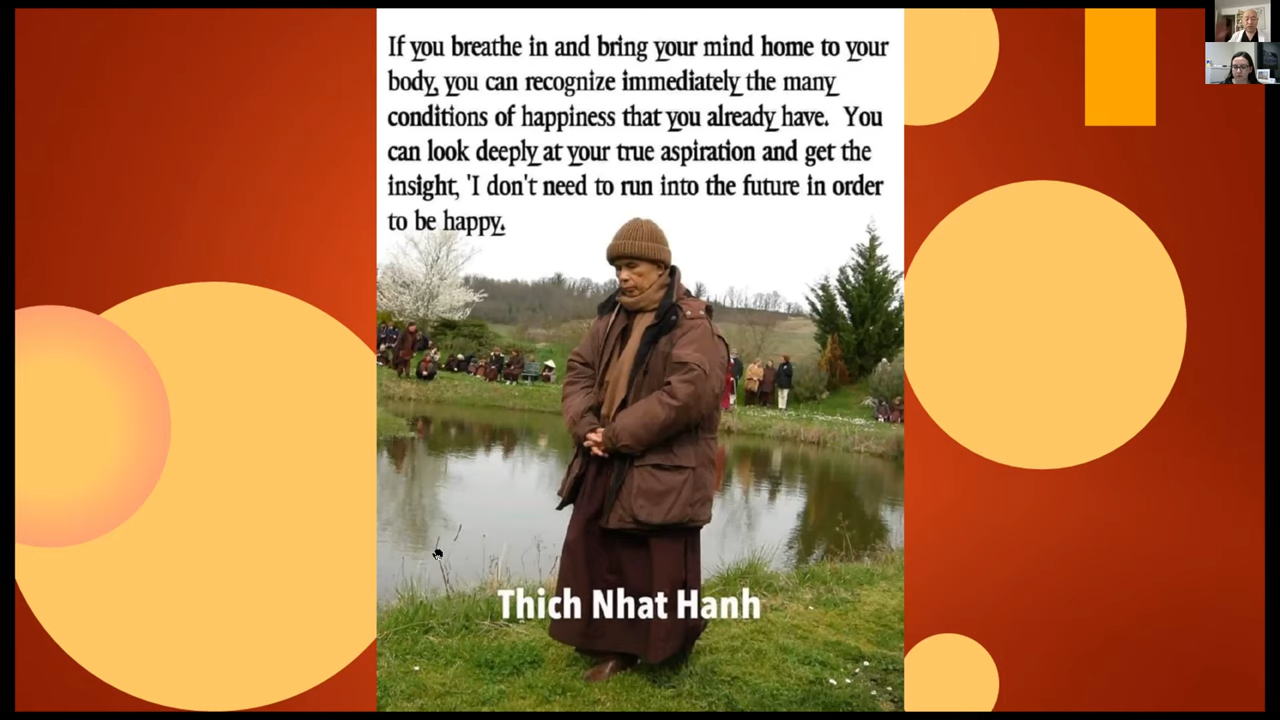 If you breathe in and bring your mind home to your
body, you can recognize immediately the many
conditions of happiness that you already have.  You
can look deeply at your true aspiration and get the
insight, 'I don't need to run into the future in order
to be happy.
Thich Nhat Hanh